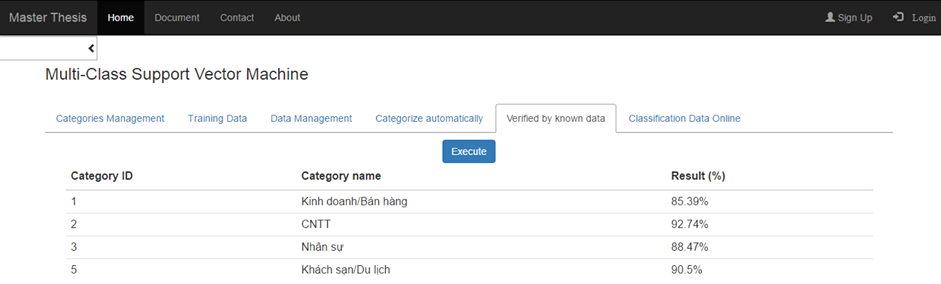 Master Thesis Home Document Contact About Sign Up Login
Multi-Class Support Vector Machine
Categories Management Training Data Data Management Categorize automatically Verified by known data Classification Data Online
Execute
Category ID Category name Result (%)
1 Kinh doanh/Bán hàng 85.39%
2 CNTT 92.74%
3 Nhân sự 88.47%
5 Khách sạn/Du lịch 90.5%